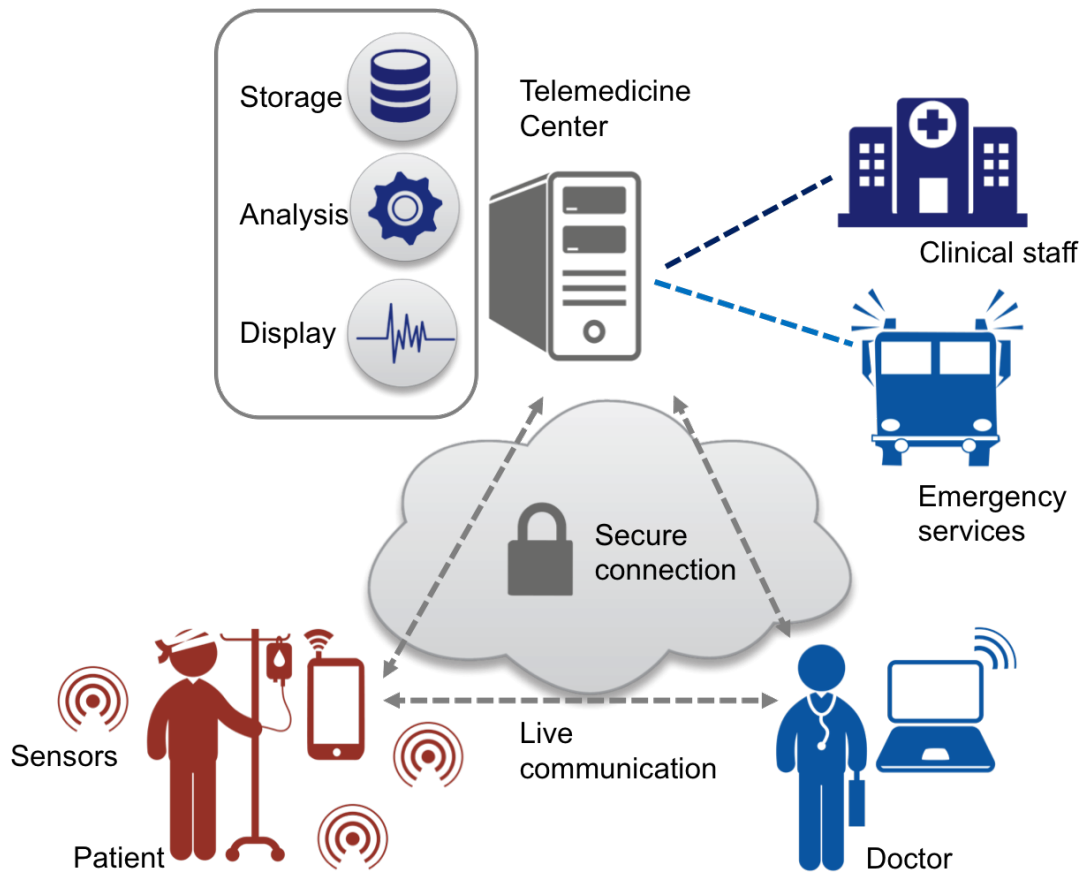 Storage
Telemedicine
Center
Analysis
Clinical staff
Display
Emergency
services
Secure
connection
Sensors
Live
communication
Patient
Doctor